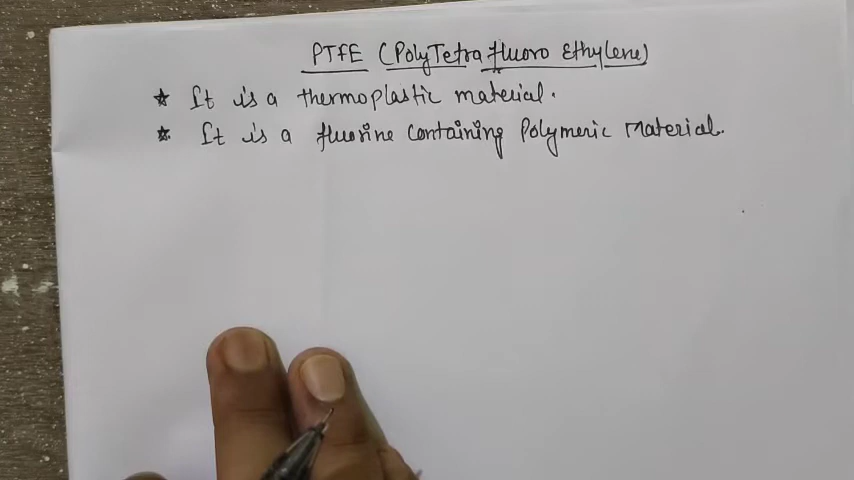 PTFE (PolyTetra fluoro Ethylene)
★ It is a thermoplastic material.
★ It is a fluorine containing Polymeric Material.